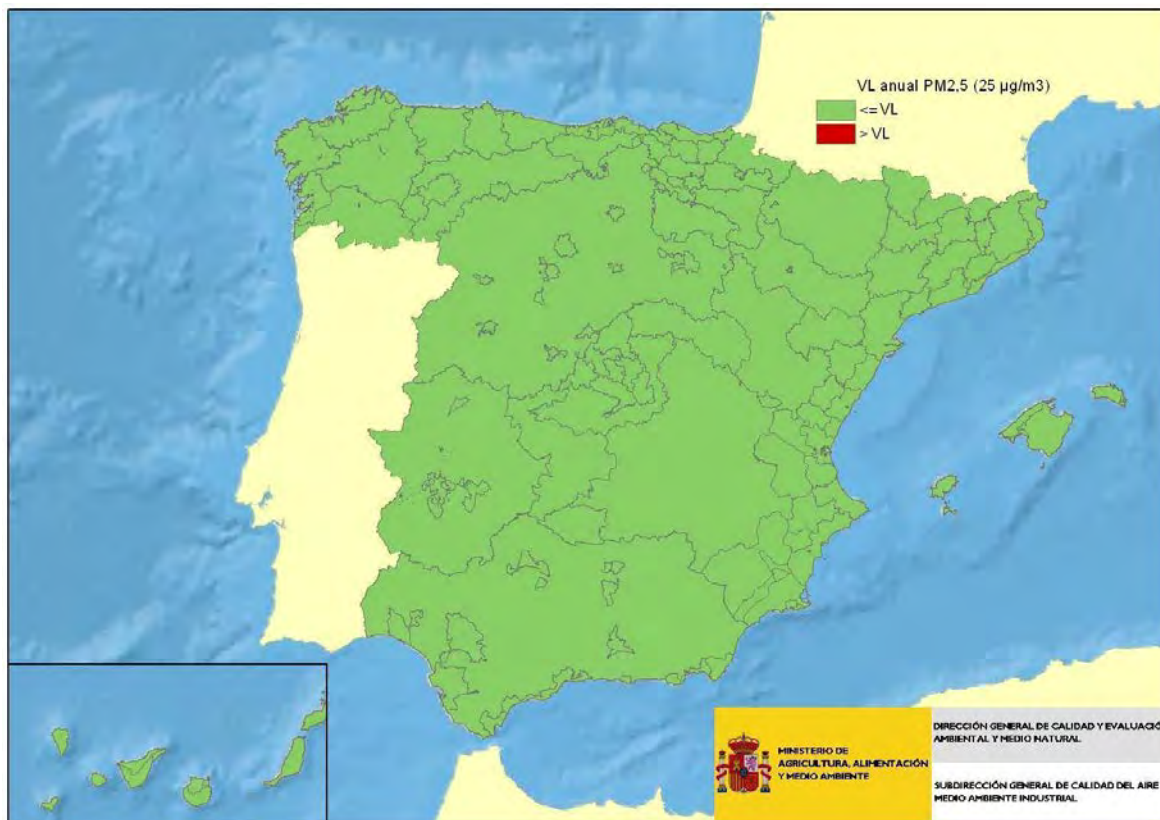 VL anual PM2,5 (25 µg/m3)
<= VL
> VL
MINISTERIO DE
AGRICULTURA, ALIMENTACIÓN
Y MEDIO AMBIENTE
DIRECCIÓN GENERAL DE CALIDAD Y EVALUACIÓ
AMBIENTAL Y MEDIO NATURAL
SUBDIRECCIÓN GENERAL DE CALIDAD DEL AIRE
MEDIO AMBIENTE INDUSTRIAL